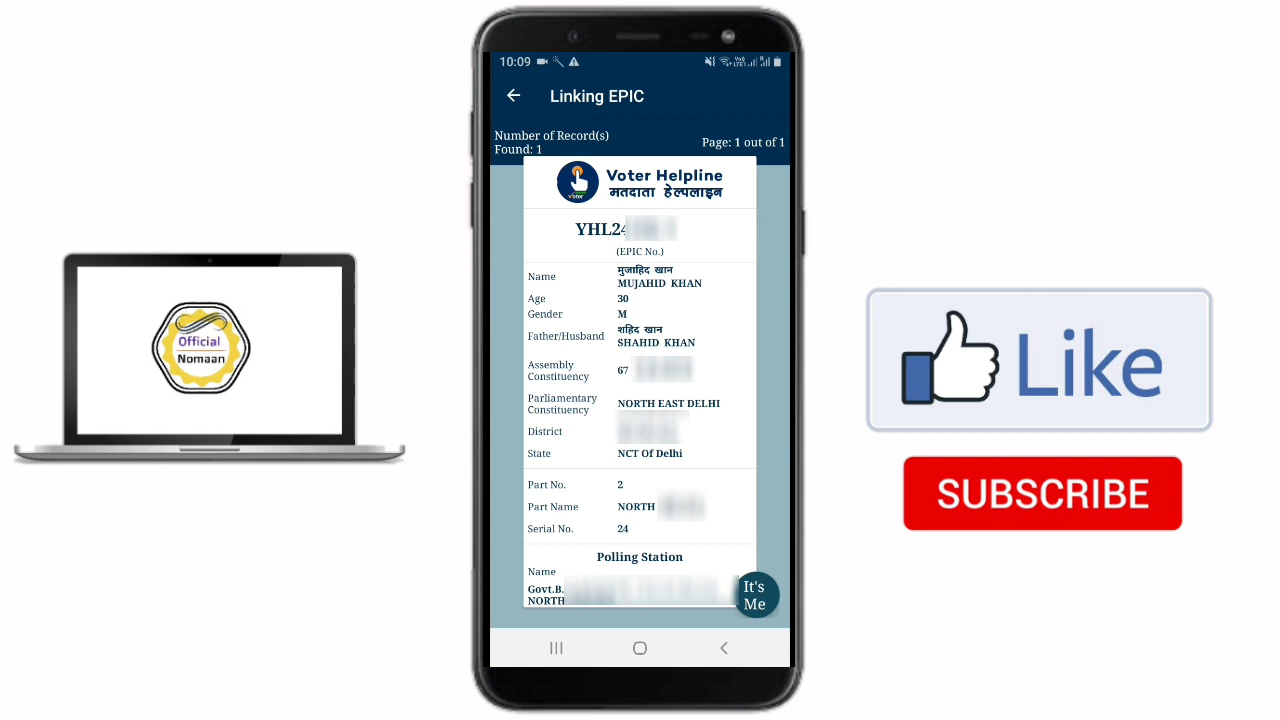 Official
Nomaan
10:09
Linking EPIC
Number of Record(s)
Found: 1
Page: 1 out of 1
Voter
Voter Helpline
मतदाता हेल्पलाइन
YHL24
(EPIC No.)
Name
मुजाहिद खान
MUJAHID KHAN
Age 30
Gender M
Father/Husband
शहिद खान
SHAHID KHAN
Assembly
Constituency
67
Parliamentary
Constituency
NORTH EAST DELHI
District
State NCT Of Delhi
Part No. 2
Part Name NORTH
Serial No. 24
Polling Station
Name
Govt.B.
NORTH
It's
Me
Like
SUBSCRIBE